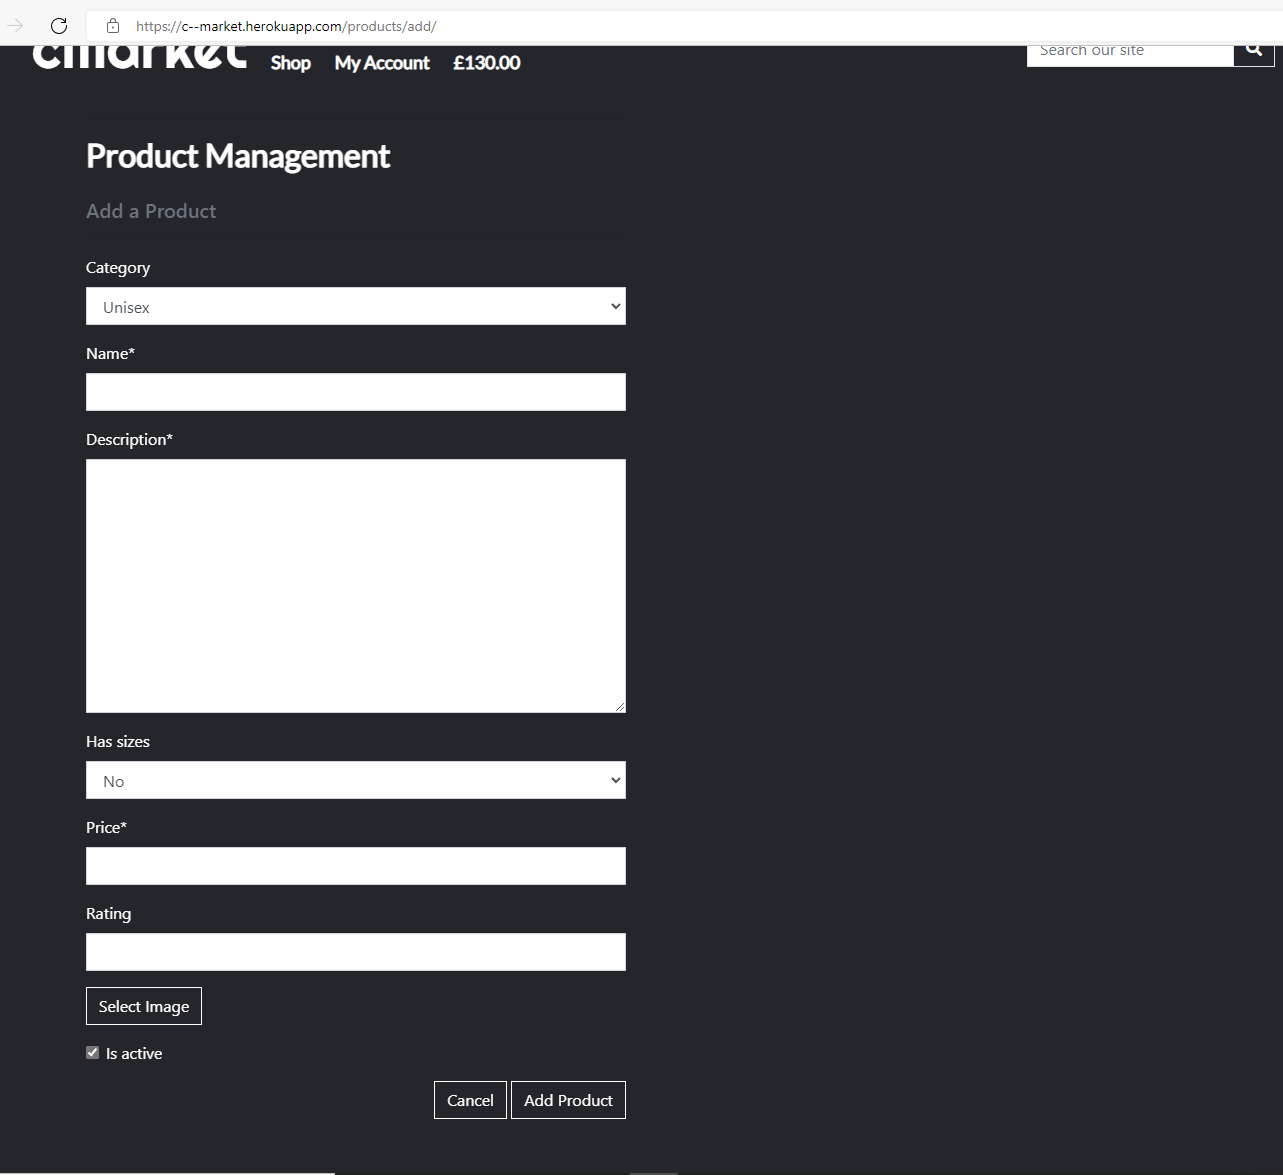 https://c--market.herokuapp.com/products/add/
cmarket Shop My Account £130.00 Search our site
Product Management
Add a Product
Category
Unisex
Name*
Description*
Has sizes
No
Price*
Rating
Select Image
Is active
Cancel Add Product